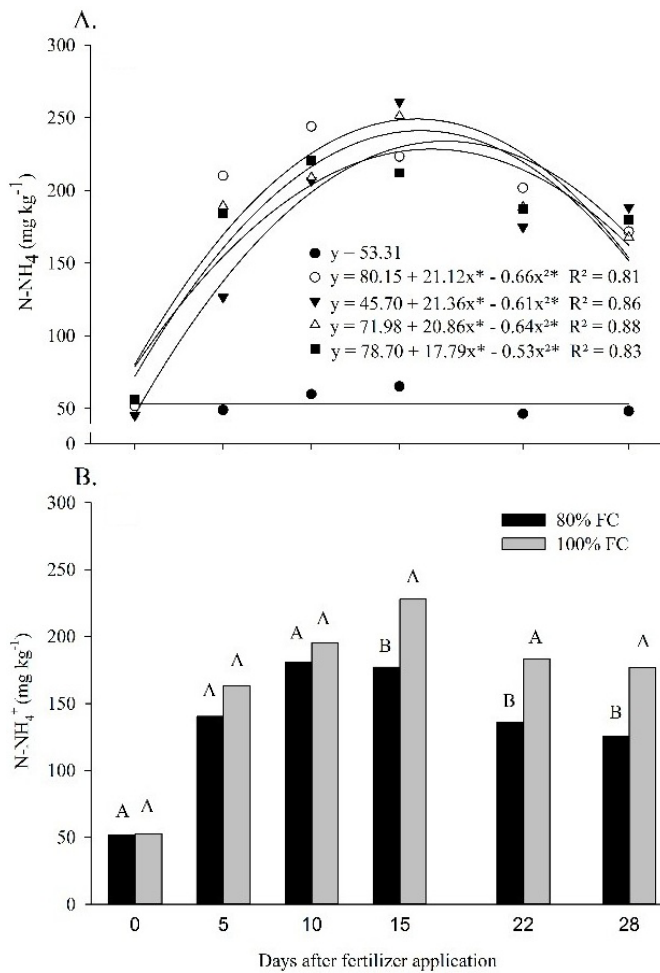 A.
300
250
200
150
100
50
0
N-NH₄ (mg kg⁻¹)
y = 53.31
y = 80.15 + 21.12x* - 0.66x²* R² = 0.81
y = 45.70 + 21.36x* - 0.61x²* R² = 0.86
y = 71.98 + 20.86x* - 0.64x²* R² = 0.88
y = 78.70 + 17.79x* - 0.53x²* R² = 0.83
B.
300
250
200
150
100
50
0
N-NH₄⁺ (mg kg⁻¹)
80% FC
100% FC
A A
A A
A A
B A
B A
B A
0 5 10 15 22 28
Days after fertilizer application